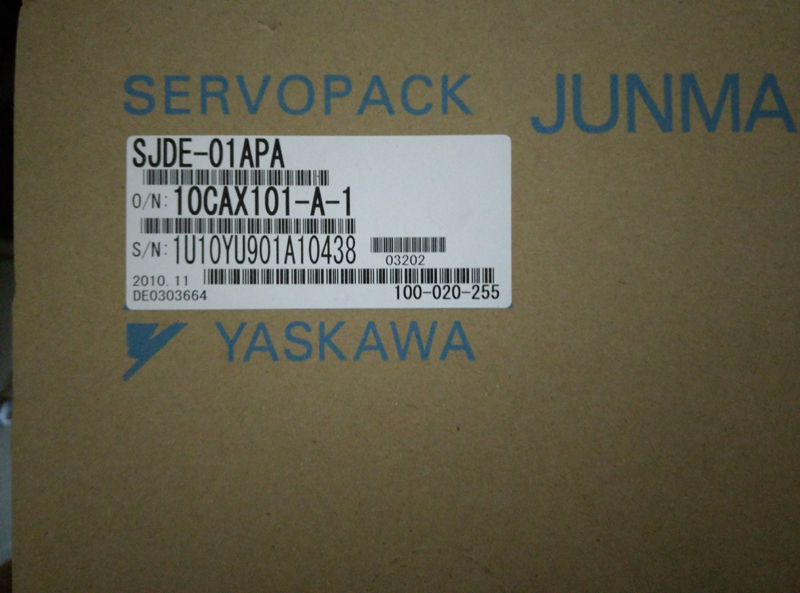 SERVOPACK JUNMA
SJDE-01APA
O/N: 10CAX101-A-1
S/N: 1U10YU901A10438
03202
2010.11
DE0303664
100-020-255
YASKAWA